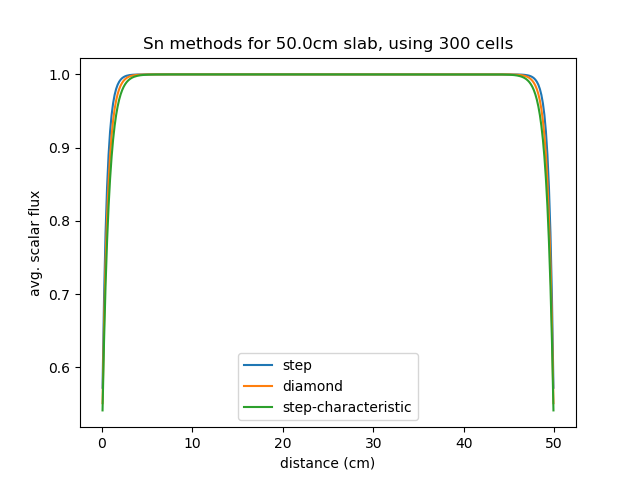 Sn methods for 50.0cm slab, using 300 cells
avg. scalar flux
1.0
0.9
0.8
0.7
0.6
step
diamond
step-characteristic
0 10 20 30 40 50
distance (cm)